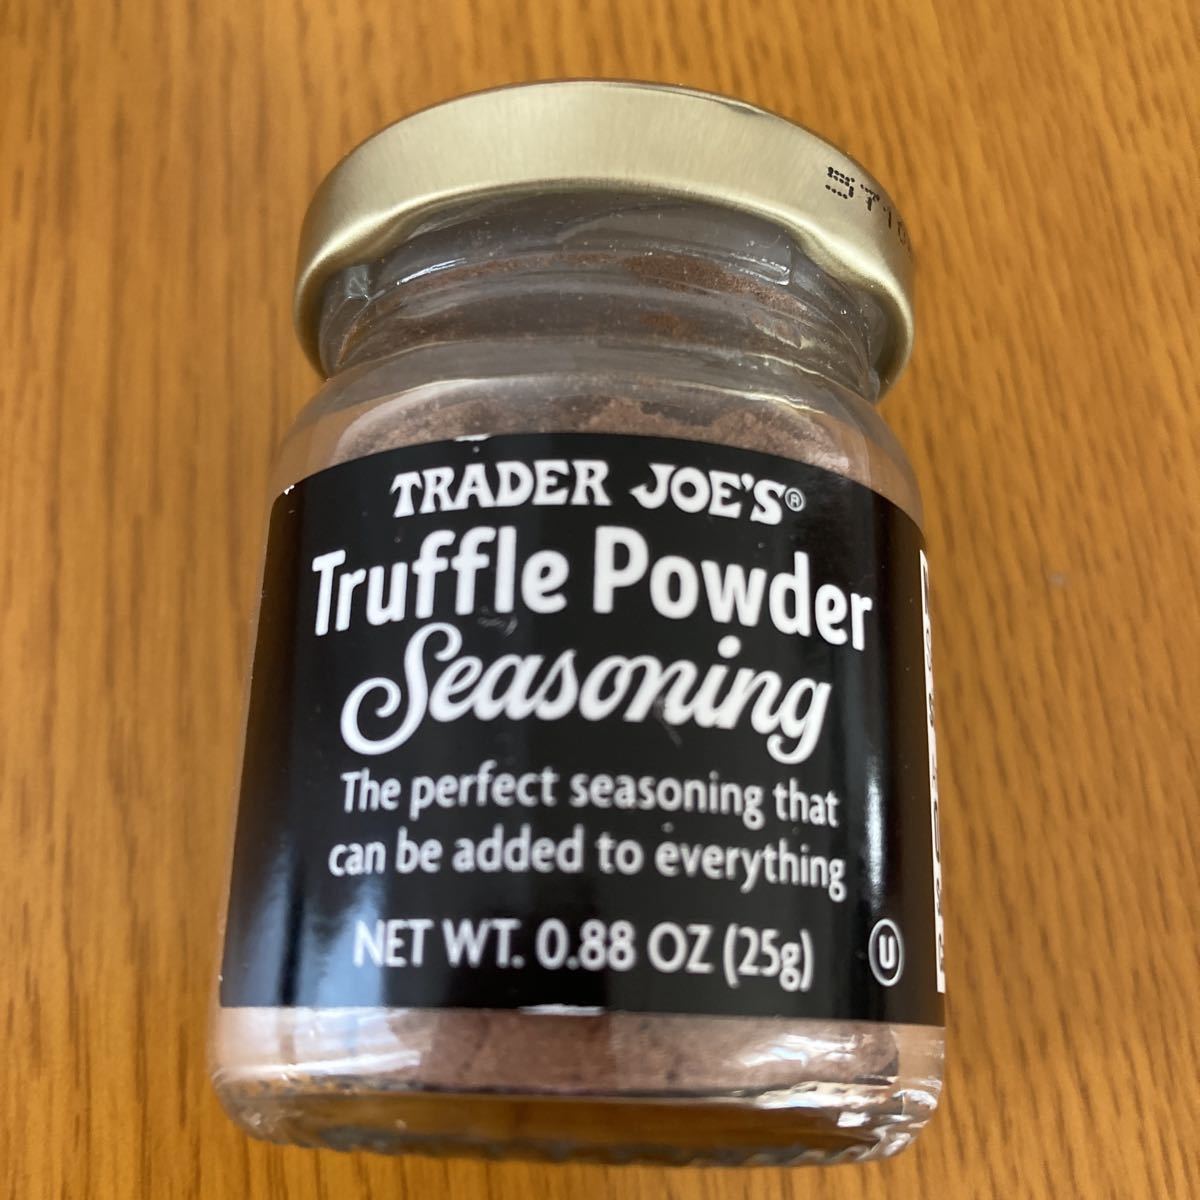 TRADER JOE'S®
Truffle Powder
Seasoning
The perfect seasoning that
can be added to everything
NET WT. 0.88 OZ (25g)
U